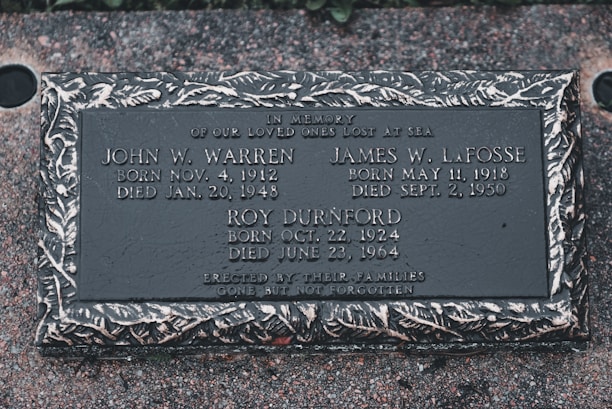 IN MEMORY
OF OUR LOVED ONES LOST AT SEA
JOHN W. WARREN
BORN NOV. 4, 1912
DIED JAN. 20, 1948
JAMES W. LAFOSSE
BORN MAY 11, 1918
DIED SEPT. 2, 1950
ROY DURNFORD
BORN OCT. 22, 1924
DIED JUNE 23, 1964
ERECTED BY THEIR FAMILIES
GONE BUT NOT FORGOTTEN